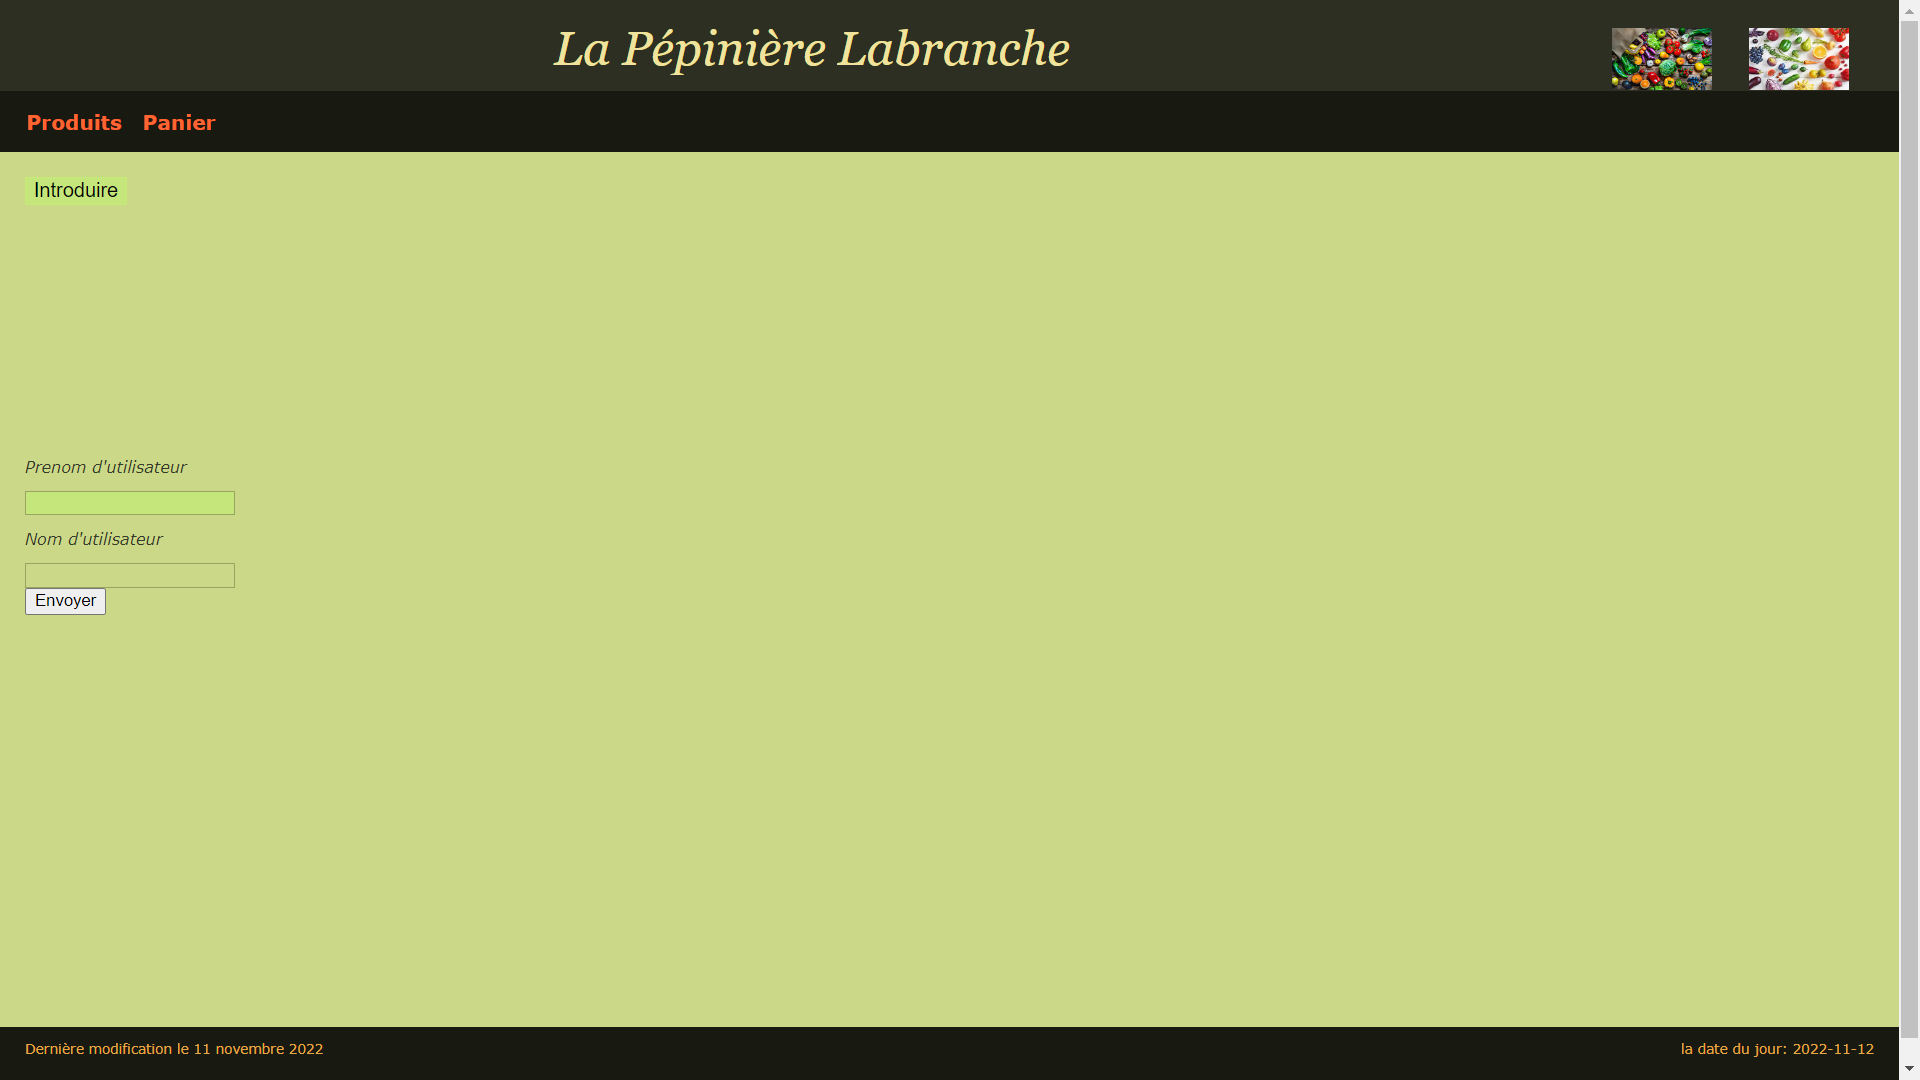 La Pépinière Labranche
Produits Panier
Introduire
Prenom d'utilisateur
Nom d'utilisateur
Envoyer
Dernière modification le 11 novembre 2022
la date du jour: 2022-11-12